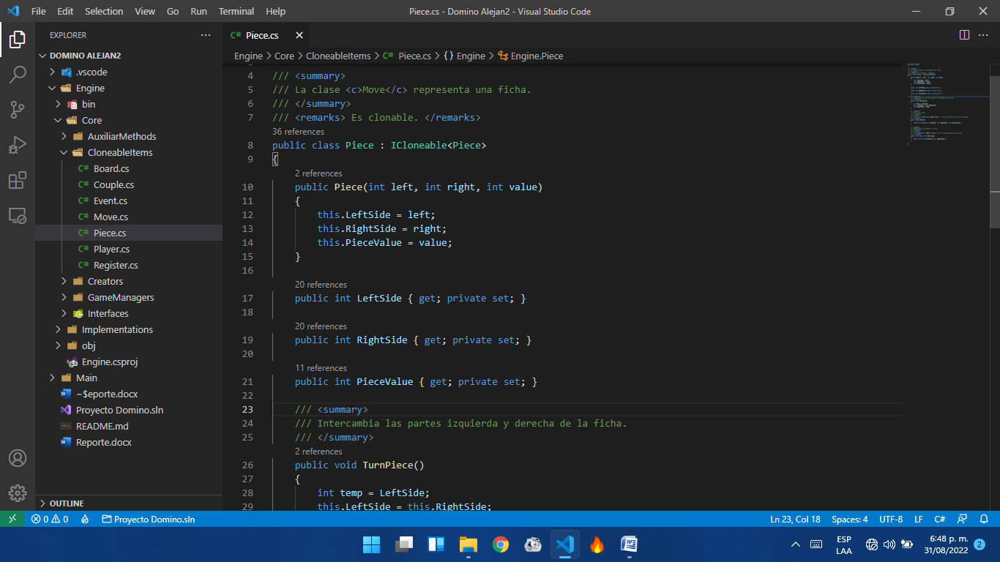 File Edit Selection View Go Run Terminal Help
Piece.cs - Domino Alejan2 - Visual Studio Code
EXPLORER
DOMINO ALEJAN2
.vscode
Engine
bin
Core
AuxiliarMethods
CloneableItems
C# Board.cs
C# Couple.cs
C# Event.cs
C# Move.cs
C# Piece.cs
C# Player.cs
C# Register.cs
Creators
GameManagers
Interfaces
Implementations
obj
Engine.csproj
Main
~$eporte.docx
Proyecto Domino.sln
README.md
Reporte.docx
OUTLINE
C# Piece.cs
Engine > Core > CloneableItems > C# Piece.cs > {} Engine > Engine.Piece
4 /// <summary>
5 /// La clase <c>Move</c> representa una ficha.
6 /// </summary>
7 /// <remarks> Es clonable. </remarks>
36 references
8 public class Piece : ICloneable<Piece>
9 {
2 references
10 public Piece(int left, int right, int value)
11 {
12 this.LeftSide = left;
13 this.RightSide = right;
14 this.PieceValue = value;
15 }
16
20 references
17 public int LeftSide { get; private set; }
18
20 references
19 public int RightSide { get; private set; }
20
11 references
21 public int PieceValue { get; private set; }
22
23 /// <summary>
24 /// Intercambia las partes izquierda y derecha de la ficha.
25 /// </summary>
2 references
26 public void TurnPiece()
27 {
28 int temp = LeftSide;
29 this.LeftSide = this.RightSide;
0 0 Proyecto Domino.sln
Ln 23, Col 18 Spaces: 4 UTF-8 LF C#
ESP
LAA
6:48 p. m.
31/08/2022
2